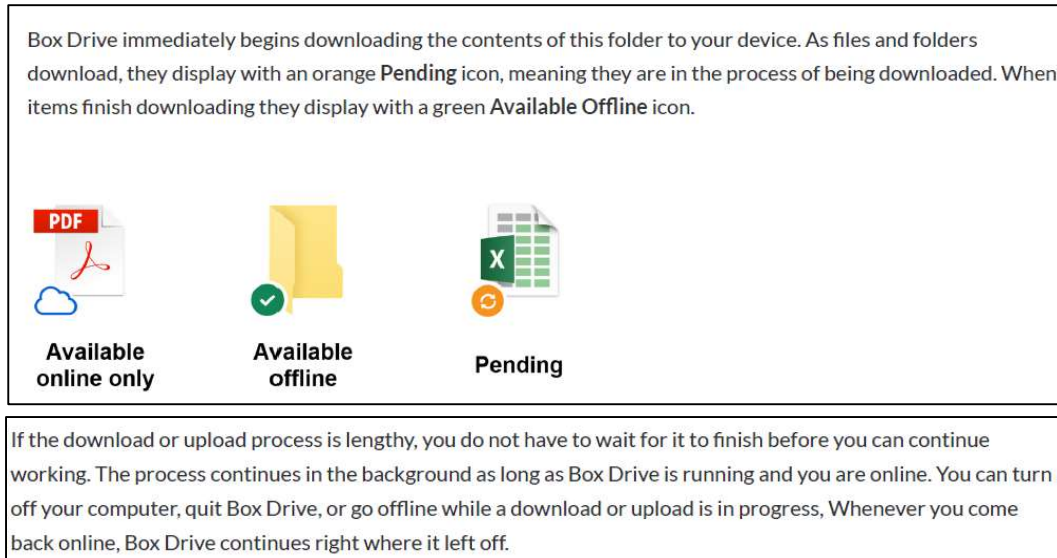 Box Drive immediately begins downloading the contents of this folder to your device. As files and folders
download, they display with an orange Pending icon, meaning they are in the process of being downloaded. When
items finish downloading they display with a green Available Offline icon.
PDF
X
Available
online only
Available
offline
Pending
If the download or upload process is lengthy, you do not have to wait for it to finish before you can continue
working. The process continues in the background as long as Box Drive is running and you are online. You can turn
off your computer, quit Box Drive, or go offline while a download or upload is in progress, Whenever you come
back online, Box Drive continues right where it left off.